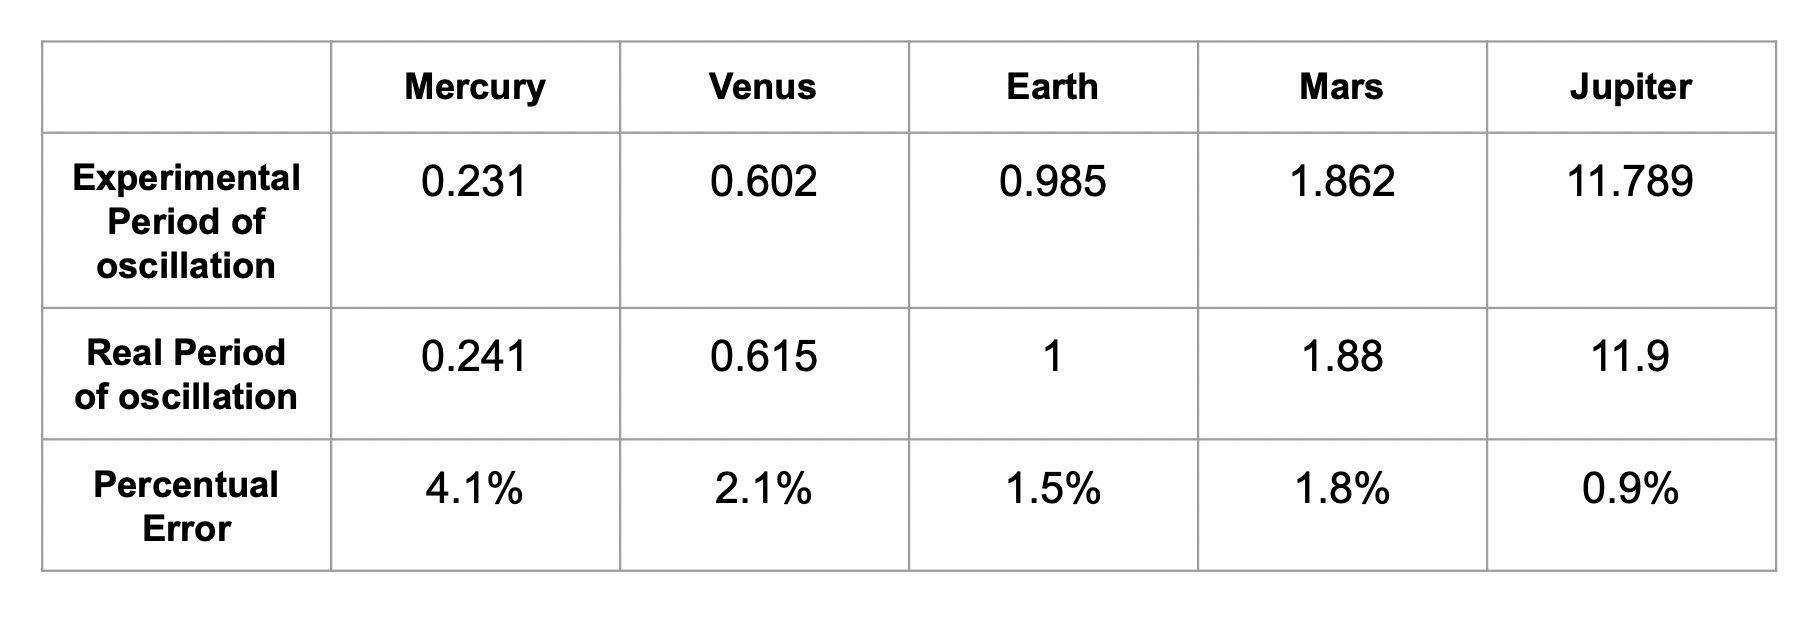 Mercury Venus Earth Mars Jupiter
Experimental
Period of
oscillation
0.231 0.602 0.985 1.862 11.789
Real Period
of oscillation
0.241 0.615 1 1.88 11.9
Percentual
Error
4.1% 2.1% 1.5% 1.8% 0.9%